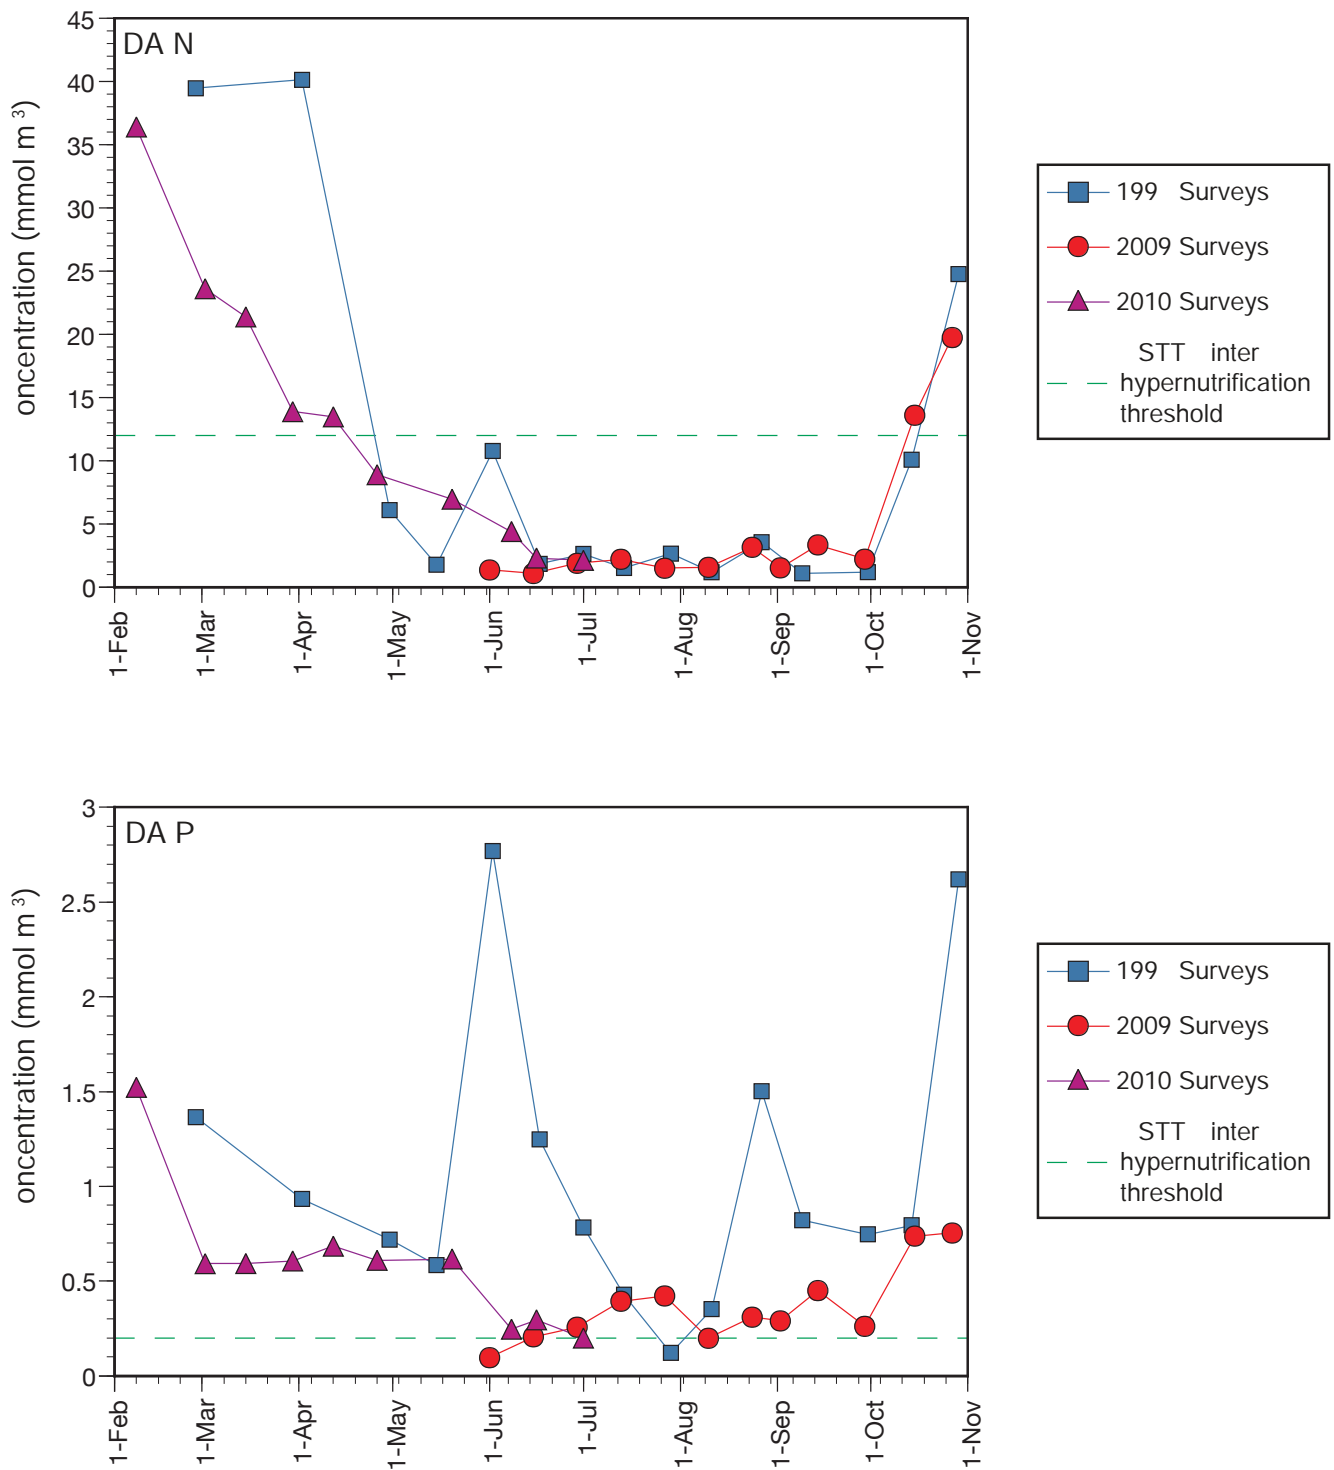 DA N
oncentration (mmol m 3)
45
40
35
30
25
20
15
10
5
0
1-Feb
1-Mar
1-Apr
1-May
1-Jun
1-Jul
1-Aug
1-Sep
1-Oct
1-Nov
199 Surveys
2009 Surveys
2010 Surveys
STT inter
hypernutrification
threshold
DA P
oncentration (mmol m 3)
3
2.5
2
1.5
1
0.5
0
1-Feb
1-Mar
1-Apr
1-May
1-Jun
1-Jul
1-Aug
1-Sep
1-Oct
1-Nov
199 Surveys
2009 Surveys
2010 Surveys
STT inter
hypernutrification
threshold